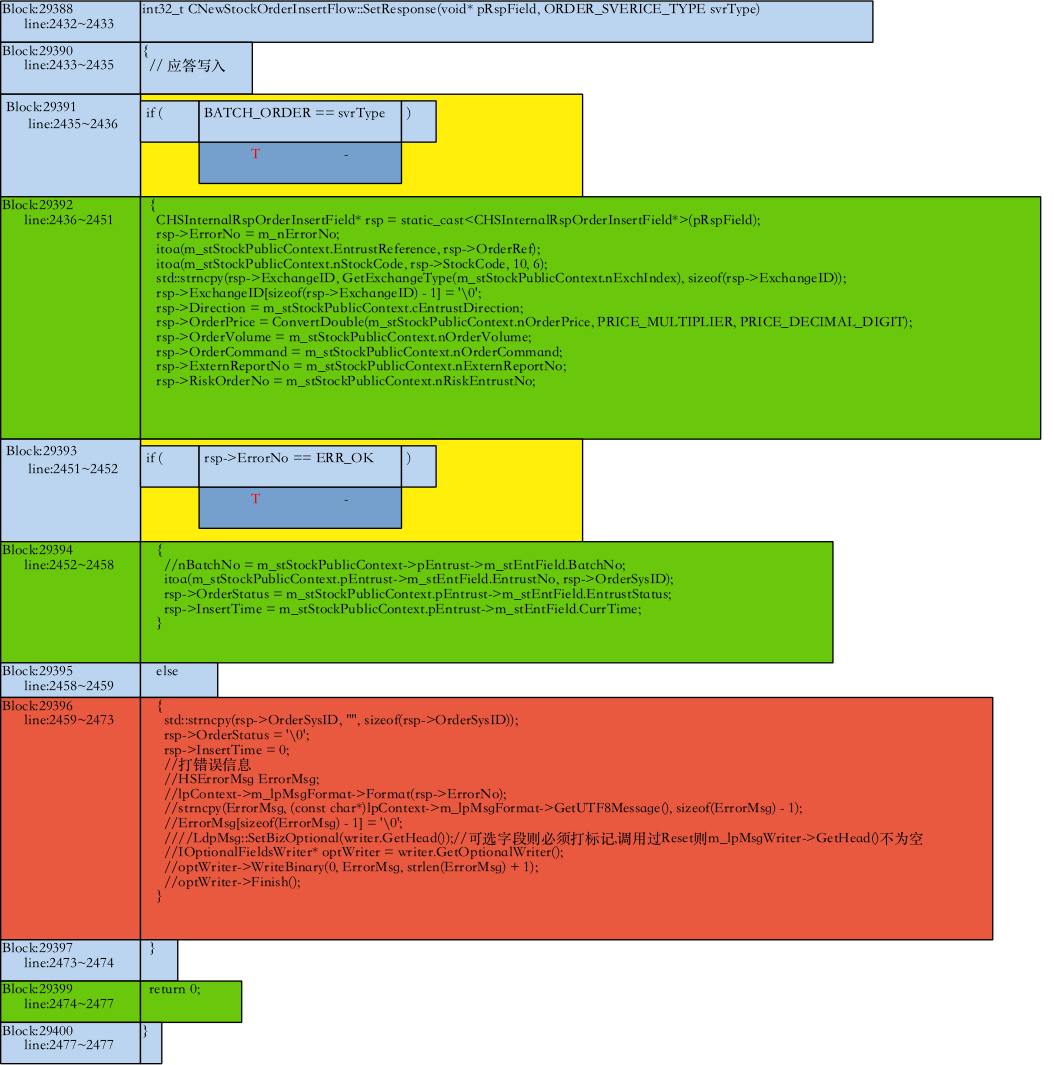 Block:29388
line:2432~2433
int32_t CNewStockOrderInsertFlow::SetResponse(void* pRspField, ORDER_SVERICE_TYPE svrType)
Block:29390
line:2433~2435
{
// 应答写入
Block:29391
line:2435~2436
if ( BATCH_ORDER == svrType )
T -
Block:29392
line:2436~2451
{
CHSInternalRspOrderInsertField* rsp = static_cast<CHSInternalRspOrderInsertField*>(pRspField);
rsp->ErrorNo = m_nErrorNo;
itoa(m_stStockPublicContext.EntrustReference, rsp->OrderRef);
itoa(m_stStockPublicContext.nStockCode, rsp->StockCode, 10, 6);
std::strncpy(rsp->ExchangeID, GetExchangeType(m_stStockPublicContext.nExchIndex), sizeof(rsp->ExchangeID));
rsp->ExchangeID[sizeof(rsp->ExchangeID) - 1] = '\0';
rsp->Direction = m_stStockPublicContext.cEntrustDirection;
rsp->OrderPrice = ConvertDouble(m_stStockPublicContext.nOrderPrice, PRICE_MULTIPLIER, PRICE_DECIMAL_DIGIT);
rsp->OrderVolume = m_stStockPublicContext.nOrderVolume;
rsp->OrderCommand = m_stStockPublicContext.nOrderCommand;
rsp->ExternReportNo = m_stStockPublicContext.nExternReportNo;
rsp->RiskOrderNo = m_stStockPublicContext.nRiskEntrustNo;
Block:29393
line:2451~2452
if ( rsp->ErrorNo == ERR_OK )
T -
Block:29394
line:2452~2458
{
//nBatchNo = m_stStockPublicContext->pEntrust->m_stEntField.BatchNo;
itoa(m_stStockPublicContext.pEntrust->m_stEntField.EntrustNo, rsp->OrderSysID);
rsp->OrderStatus = m_stStockPublicContext.pEntrust->m_stEntField.EntrustStatus;
rsp->InsertTime = m_stStockPublicContext.pEntrust->m_stEntField.CurrTime;
}
Block:29395
line:2458~2459
else
Block:29396
line:2459~2473
{
std::strncpy(rsp->OrderSysID, "", sizeof(rsp->OrderSysID));
rsp->OrderStatus = '\0';
rsp->InsertTime = 0;
//打错误信息
//HSErrorMsg ErrorMsg;
//lpContext->m_lpMsgFormat->Format(rsp->ErrorNo);
//strncpy(ErrorMsg, (const char*)lpContext->m_lpMsgFormat->GetUTF8Message(), sizeof(ErrorMsg) - 1);
//ErrorMsg[sizeof(ErrorMsg) - 1] = '\0';
////LdpMsg::SetBizOptional(writer.GetHead());//可选字段则必须打标记,调用过Reset则m_lpMsgWriter->GetHead()不为空
//IOptionalFieldsWriter* optWriter = writer.GetOptionalWriter();
//optWriter->WriteBinary(0, ErrorMsg, strlen(ErrorMsg) + 1);
//optWriter->Finish();
}
Block:29397
line:2473~2474
}
Block:29399
line:2474~2477
return 0;
Block:29400
line:2477~2477
}